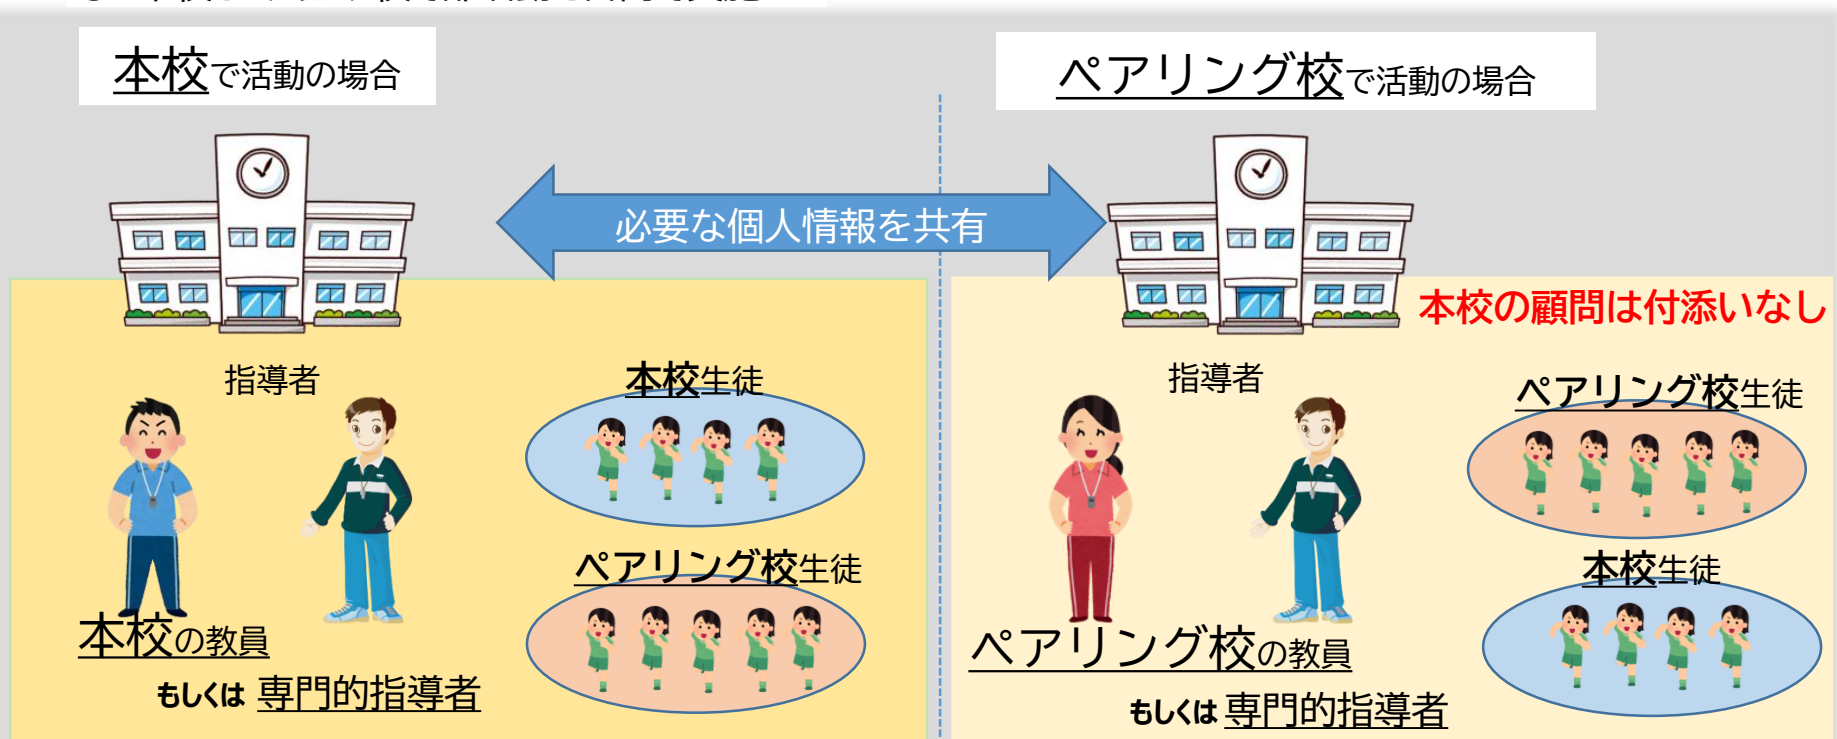 本校で活動の場合
ペアリング校で活動の場合
必要な個人情報を共有
本校の顧問は付添いなし
指導者
本校生徒
ペアリング校生徒
本校の教員
もしくは 専門的指導者
指導者
ペアリング校生徒
本校生徒
ペアリング校の教員
もしくは 専門的指導者